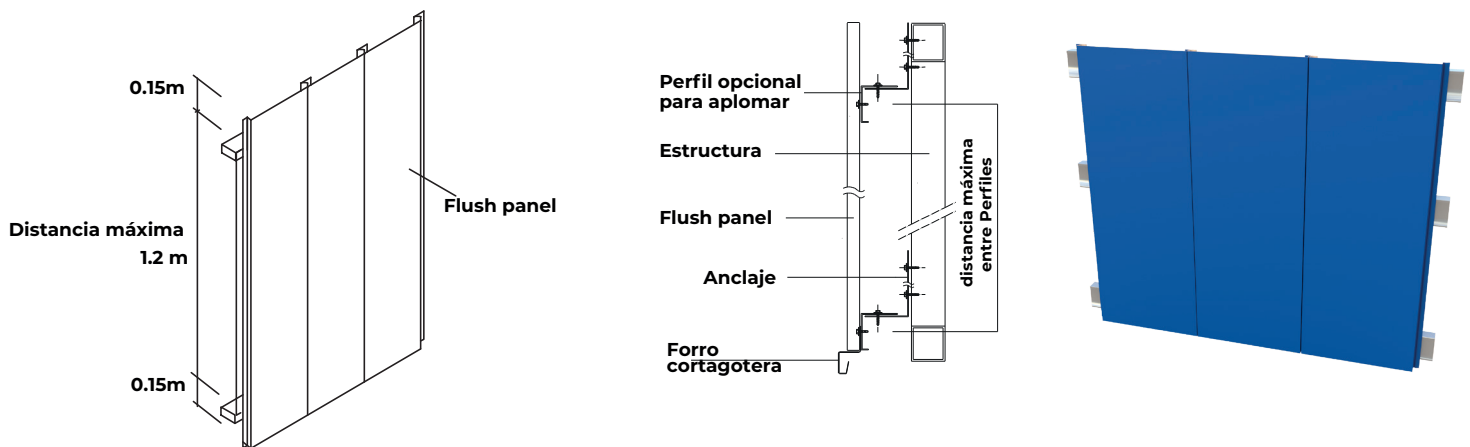 0.15m
Distancia máxima
1.2 m
0.15m
Flush panel
Perfil opcional
para aplomar
Estructura
Flush panel
Anclaje
Forro
cortagotera
distancia máxima
entre Perfiles